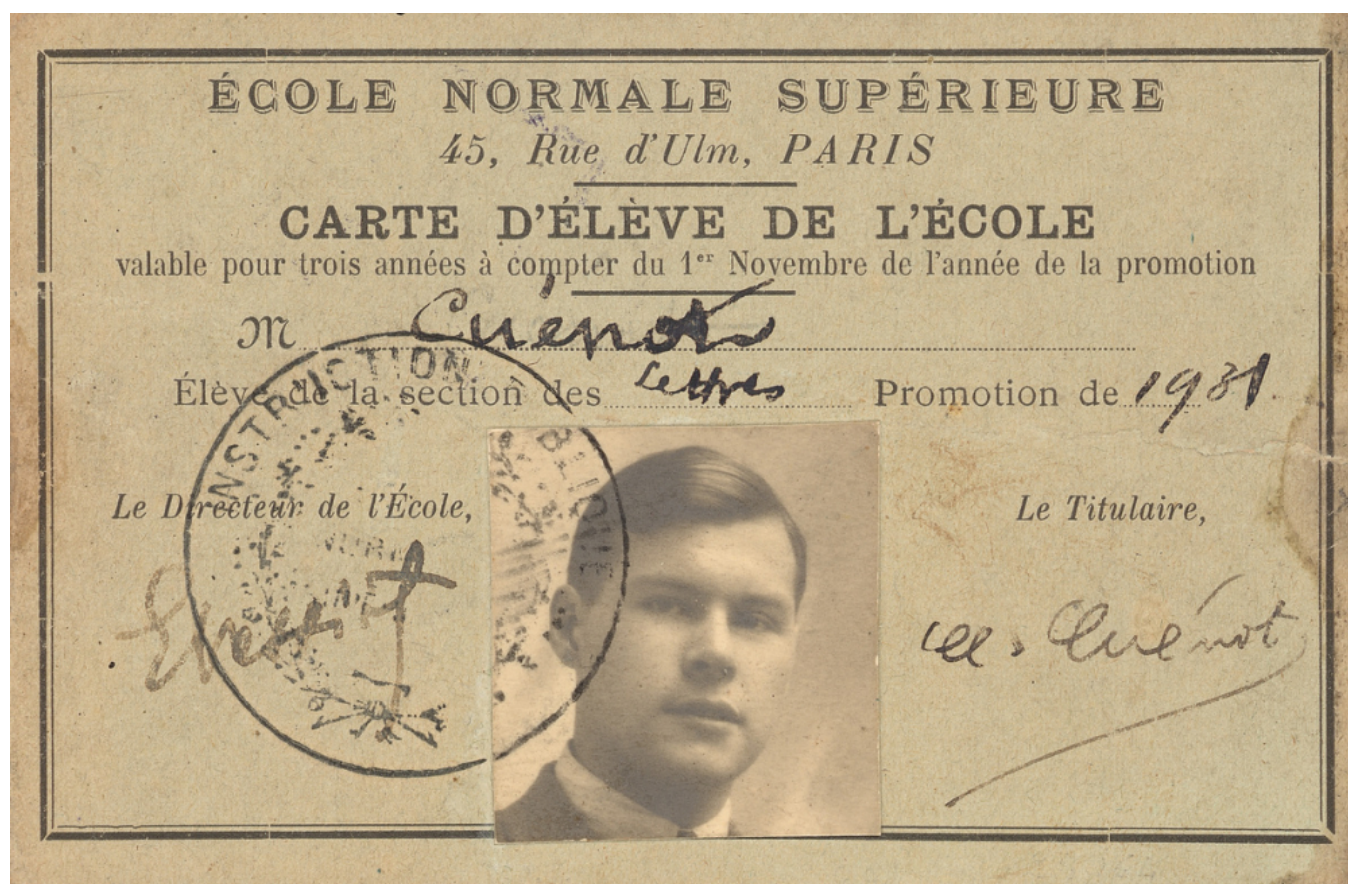 ÉCOLE NORMALE SUPÉRIEURE
45, Rue d'Ulm, PARIS
CARTE D'ÉLÈVE DE L'ÉCOLE
valable pour trois années à compter du 1er Novembre de l'année de la promotion
M Cuénot
Élève de la section des Lettres Promotion de 1931
INSTRUCTION PUBLIQUE
Le Directeur de l'École,
Le Titulaire,
Cuénot